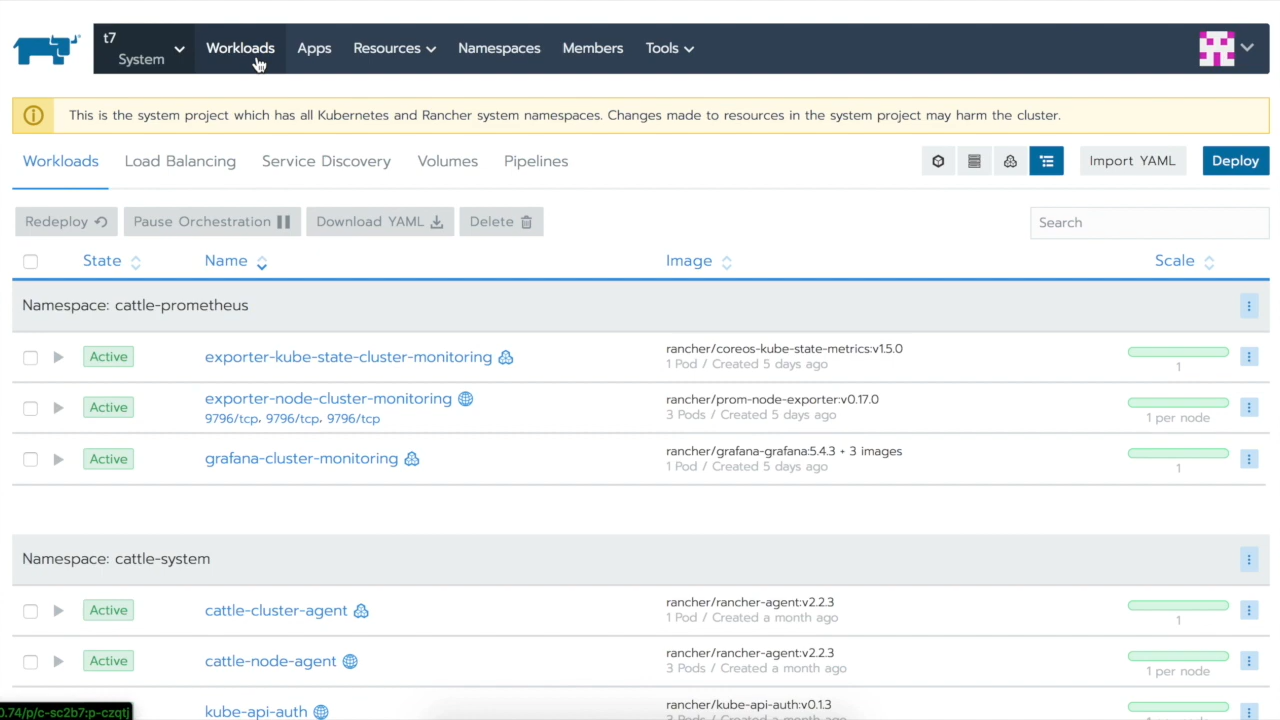 t7
System
Workloads Apps Resources Namespaces Members Tools
This is the system project which has all Kubernetes and Rancher system namespaces. Changes made to resources in the system project may harm the cluster.
Workloads Load Balancing Service Discovery Volumes Pipelines Import YAML Deploy
Redeploy Pause Orchestration Download YAML Delete Search
State Name Image Scale
Namespace: cattle-prometheus
Active exporter-kube-state-cluster-monitoring rancher/coreos-kube-state-metrics:v1.5.0
1 Pod / Created 5 days ago 1
Active exporter-node-cluster-monitoring rancher/prom-node-exporter:v0.17.0
9796/tcp, 9796/tcp, 9796/tcp 3 Pods / Created 5 days ago 1 per node
Active grafana-cluster-monitoring rancher/grafana-grafana:5.4.3 + 3 images
1 Pod / Created 5 days ago 1
Namespace: cattle-system
Active cattle-cluster-agent rancher/rancher-agent:v2.2.3
1 Pod / Created a month ago 1
Active cattle-node-agent rancher/rancher-agent:v2.2.3
3 Pods / Created a month ago 1 per node
kube-api-auth rancher/kube-api-auth:v0.1.3
0.74/p/c-sc2b7:p-czqtj